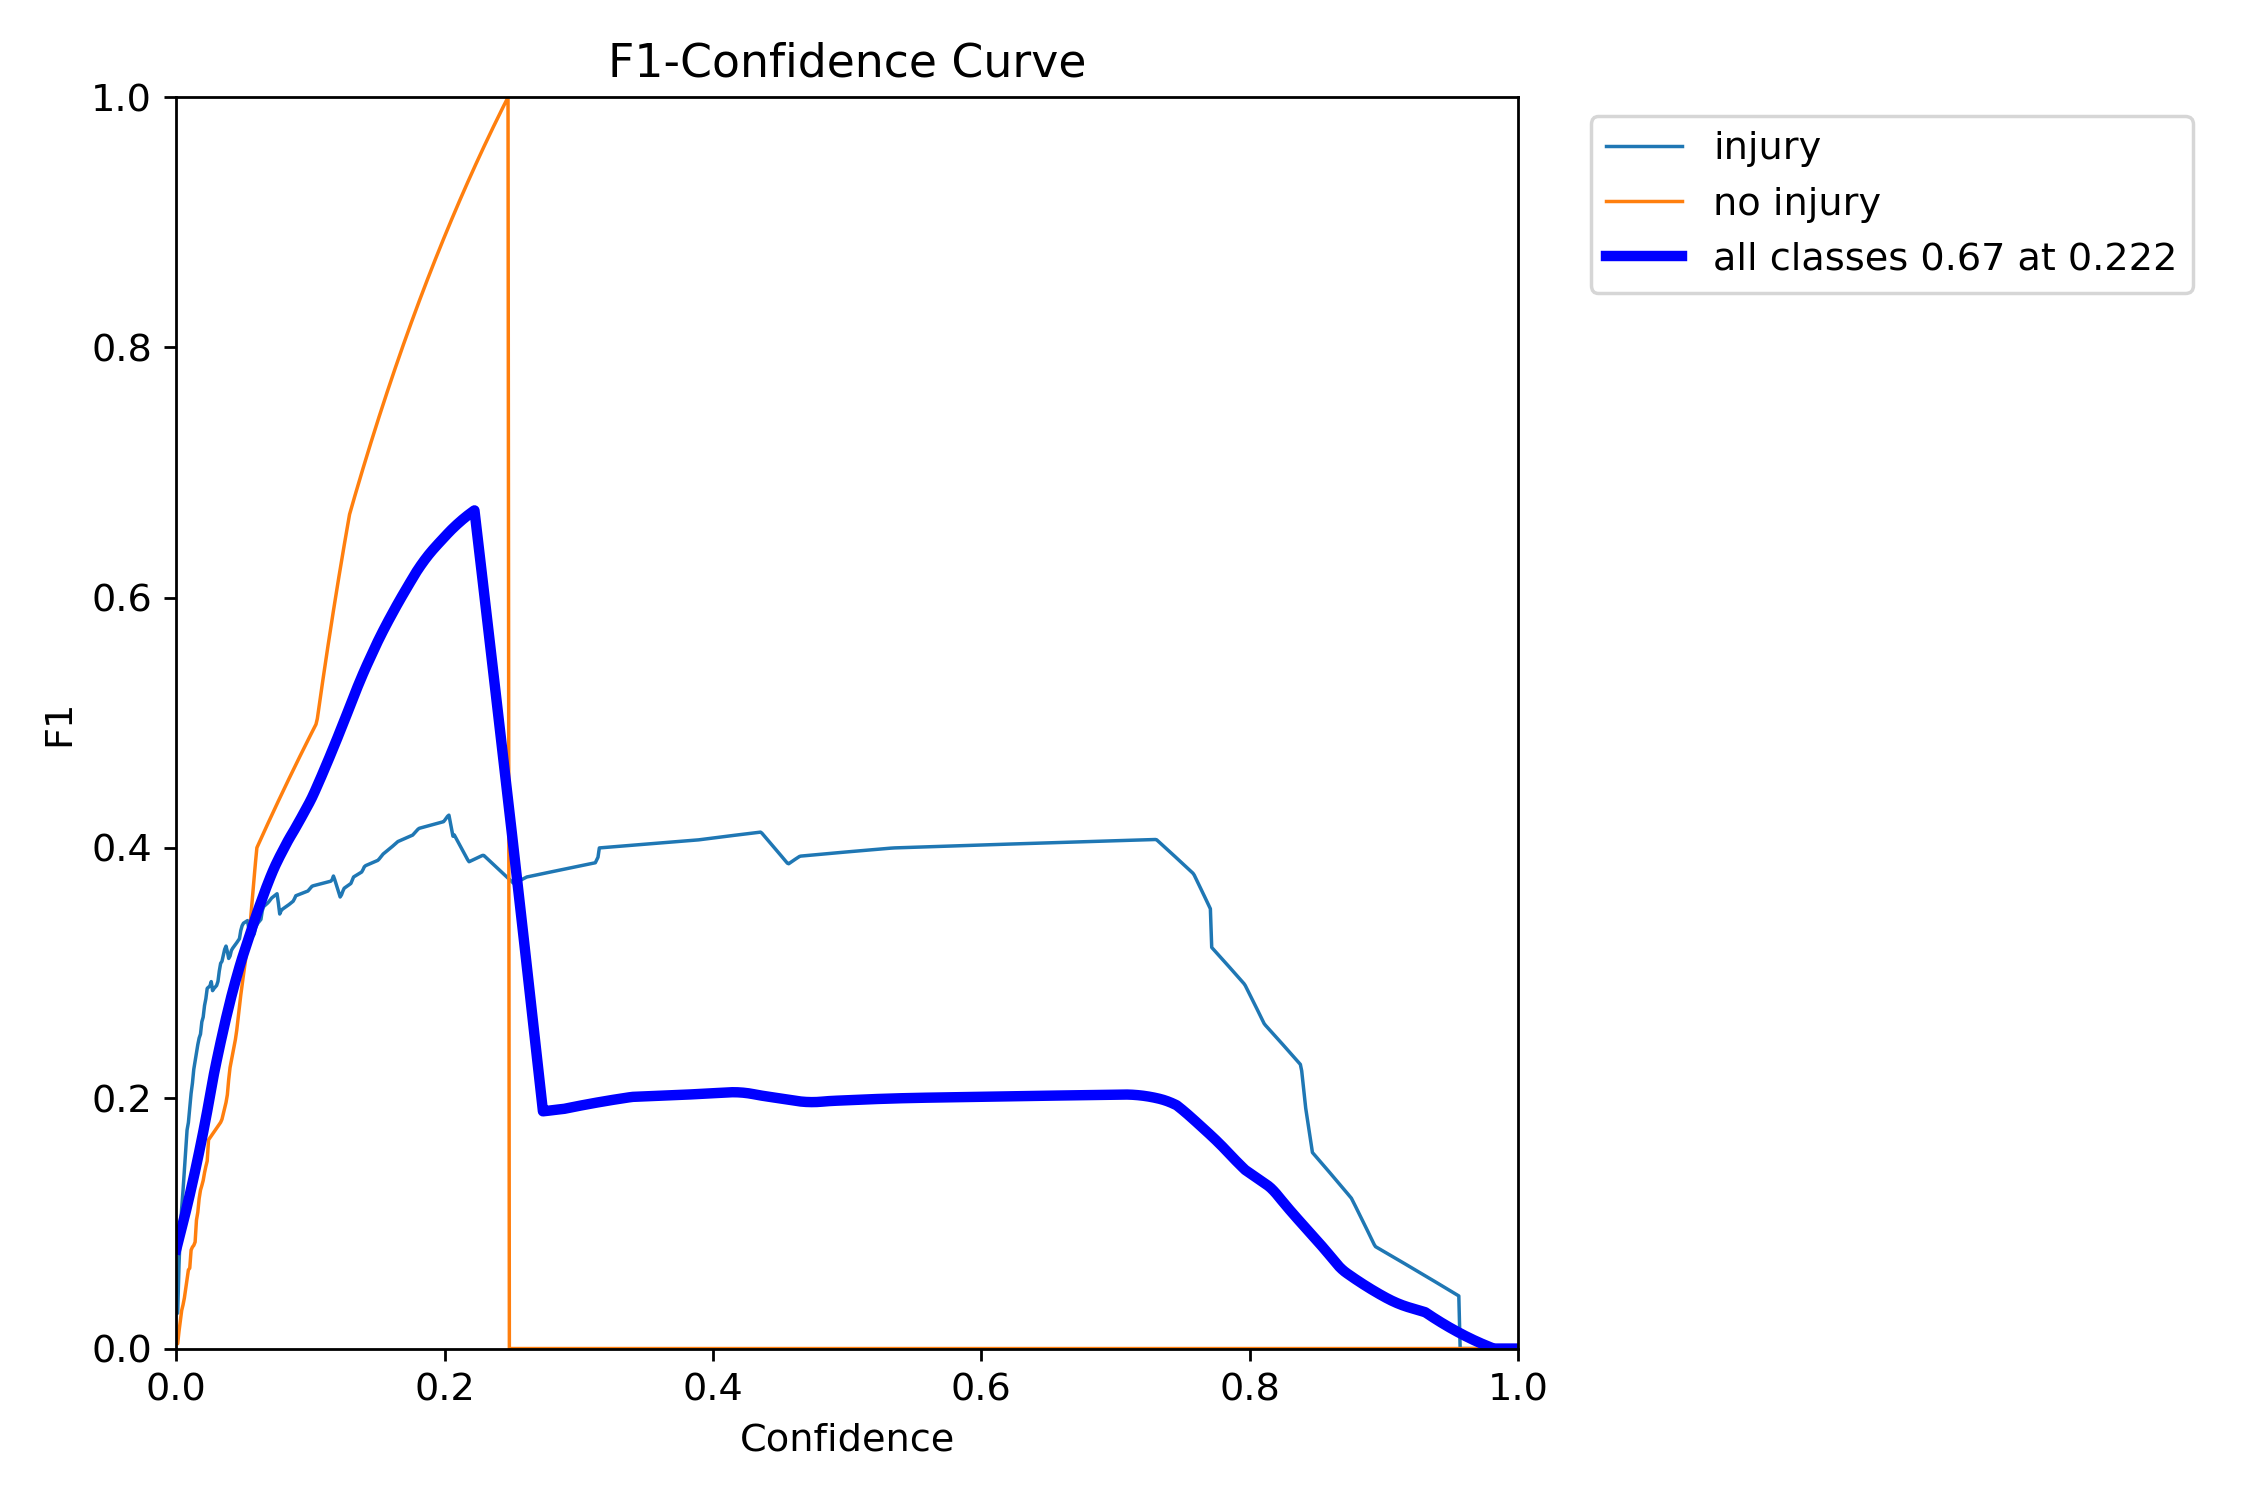 F1-Confidence Curve
1.0
0.8
0.6
0.4
0.2
0.0
F1
0.0 0.2 0.4 0.6 0.8 1.0
Confidence
injury
no injury
all classes 0.67 at 0.222